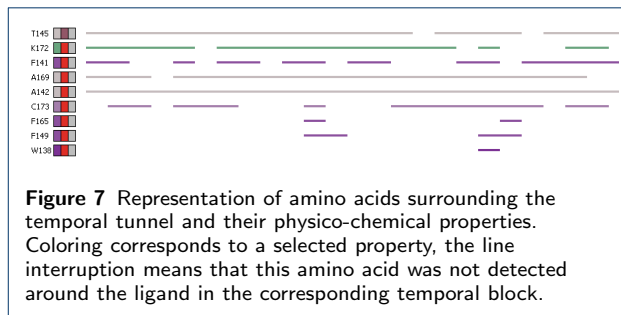 T145
K172
F141
A169
A142
C173
F165
F149
W138
Figure 7 Representation of amino acids surrounding the
temporal tunnel and their physico-chemical properties.
Coloring corresponds to a selected property, the line
interruption means that this amino acid was not detected
around the ligand in the corresponding temporal block.